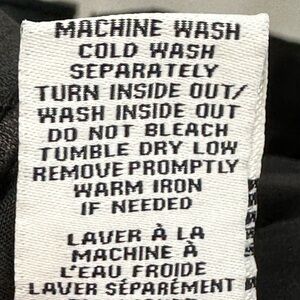 MACHINE WASH
COLD WASH
SEPARATELY
TURN INSIDE OUT/
WASH INSIDE OUT
DO NOT BLEACH
TUMBLE DRY LOW
REMOVE PROMPTLY
WARM IRON
IF NEEDED
LAVER À LA
MACHINE À
L'EAU FROIDE
LAVER SÉPARÉMENT